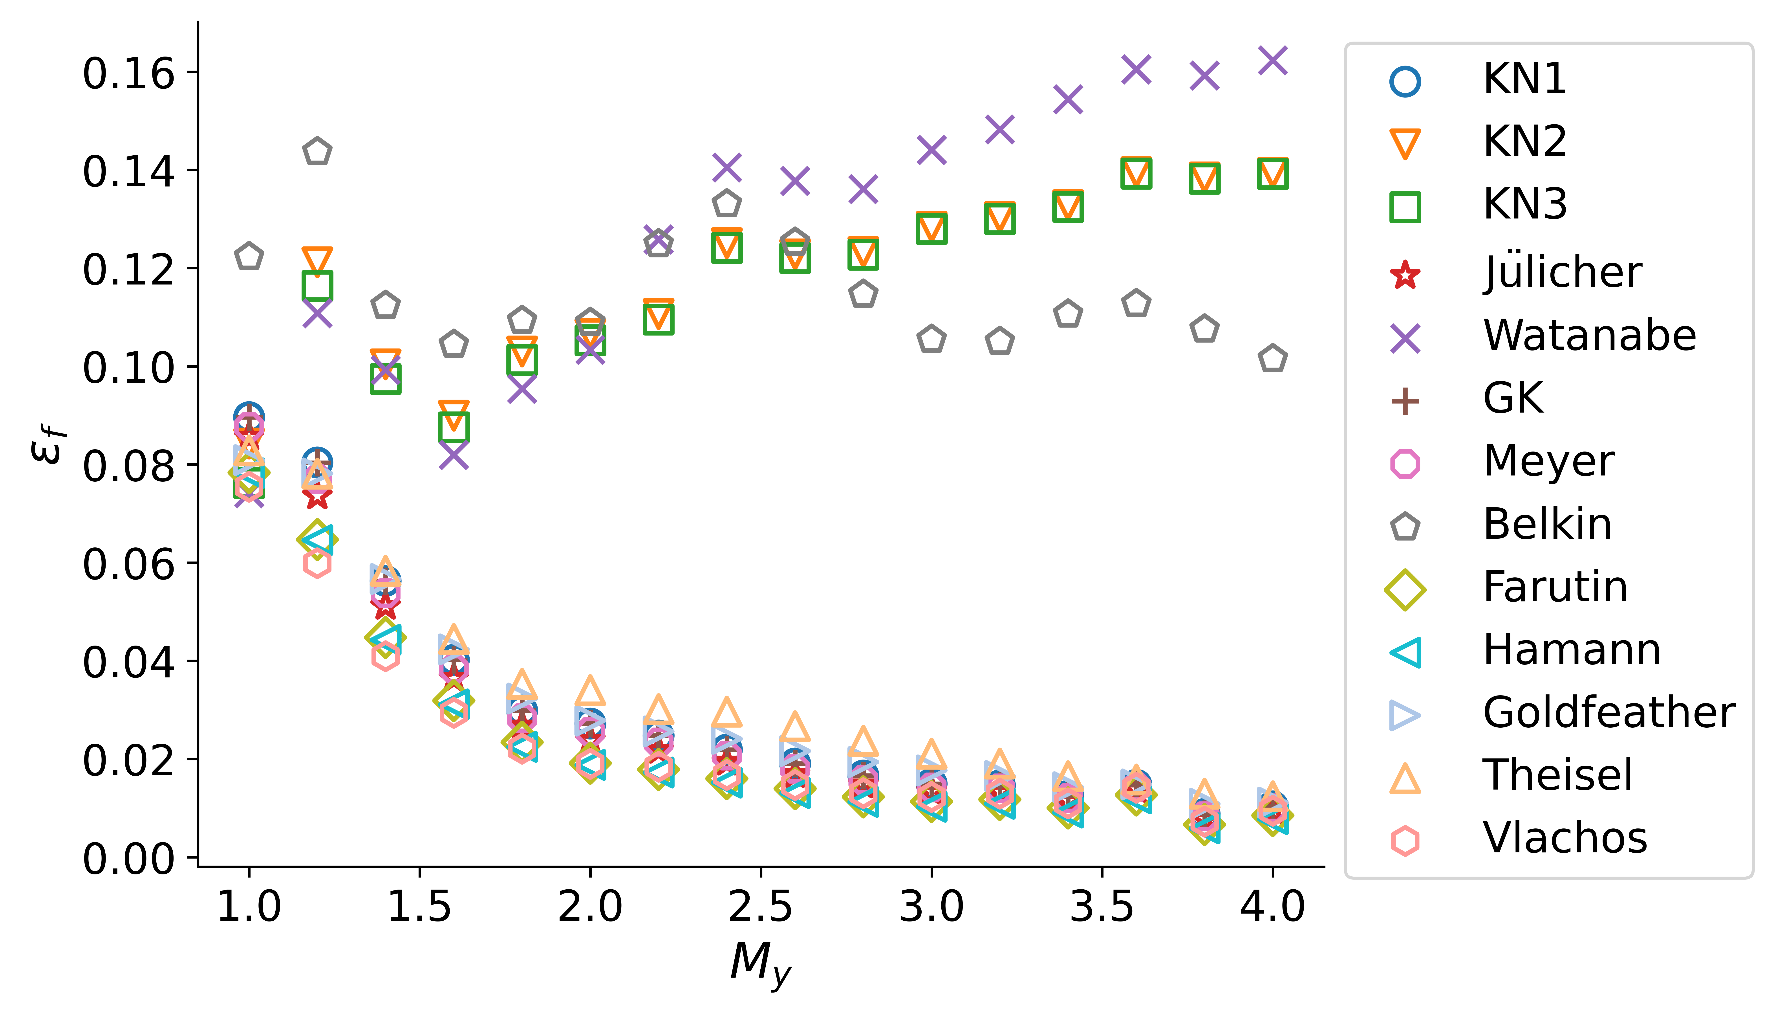 0.16
0.14
0.12
0.10
0.08
0.06
0.04
0.02
0.00
ε_f
1.0 1.5 2.0 2.5 3.0 3.5 4.0
M_y
KN1
KN2
KN3
Jülicher
Watanabe
GK
Meyer
Belkin
Farutin
Hamann
Goldfeather
Theisel
Vlachos